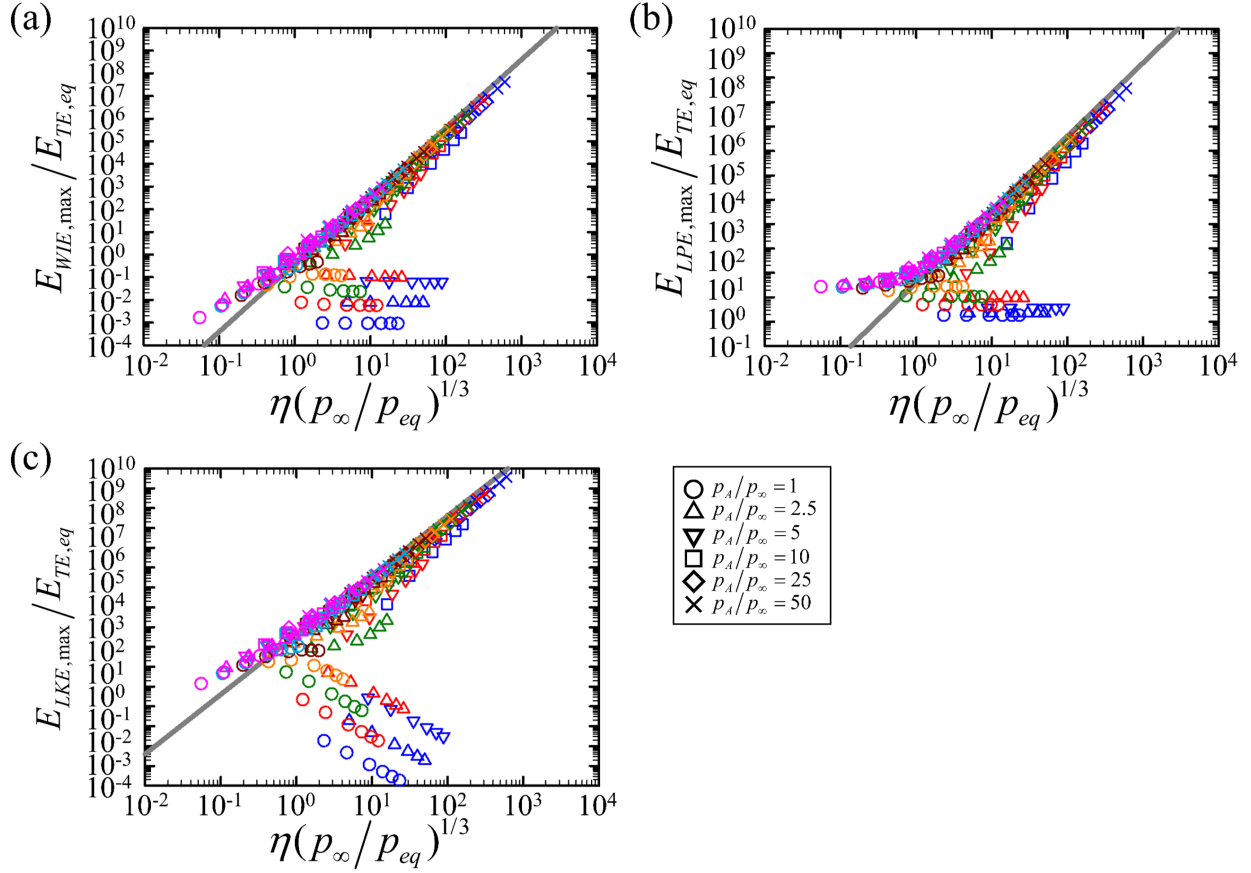 (a)
10^10
10^9
10^8
10^7
10^6
10^5
10^4
10^3
10^2
10^1
10^0
10^-1
10^-2
10^-3
10^-4
E_WIE,max / E_TE,eq
10^-2 10^-1 10^0 10^1 10^2 10^3 10^4
η(p_∞/p_eq)^1/3
(b)
10^10
10^9
10^8
10^7
10^6
10^5
10^4
10^3
10^2
10^1
10^0
10^-1
E_LPE,max / E_TE,eq
10^-2 10^-1 10^0 10^1 10^2 10^3 10^4
η(p_∞/p_eq)^1/3
(c)
10^10
10^9
10^8
10^7
10^6
10^5
10^4
10^3
10^2
10^1
10^0
10^-1
10^-2
10^-3
10^-4
E_LKE,max / E_TE,eq
10^-2 10^-1 10^0 10^1 10^2 10^3 10^4
η(p_∞/p_eq)^1/3
p_A/p_∞ = 1
p_A/p_∞ = 2.5
p_A/p_∞ = 5
p_A/p_∞ = 10
p_A/p_∞ = 25
p_A/p_∞ = 50